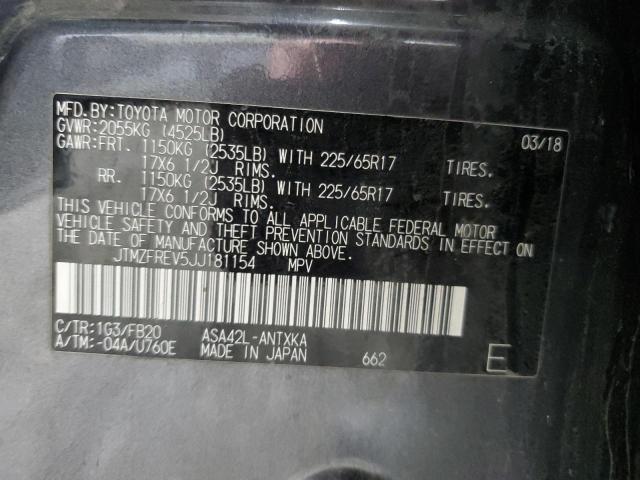 MFD.BY:TOYOTA MOTOR CORPORATION 03/18
GVWR:2055KG (4525LB)
GAWR:FRT. 1150KG (2535LB) WITH 225/65R17 TIRES.
17X6 1/2J RIMS.
RR. 1150KG (2535LB) WITH 225/65R17 TIRES.
17X6 1/2J RIMS.
THIS VEHICLE CONFORMS TO ALL APPLICABLE FEDERAL MOTOR
VEHICLE SAFETY AND THEFT PREVENTION STANDARDS IN EFFECT ON
THE DATE OF MANUFACTURE SHOWN ABOVE.
JTMZFREV5JJ181154 MPV
C/TR:1G3/FB20 ASA42L-ANTXKA
A/TM:-04A/U760E MADE IN JAPAN 662 E